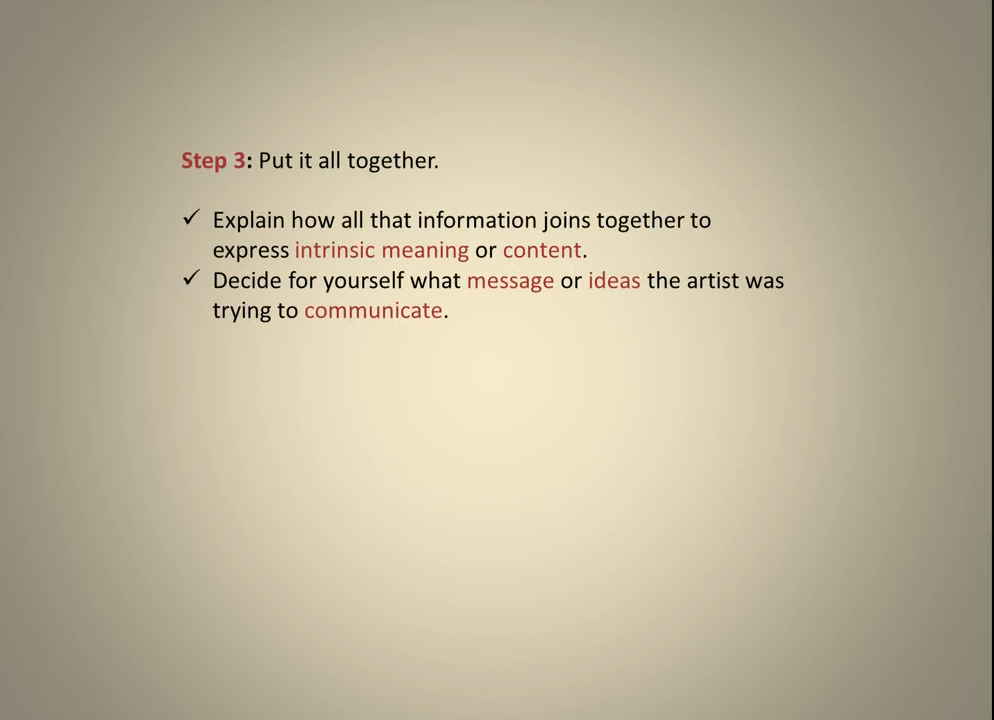 Step 3: Put it all together.
✓ Explain how all that information joins together to
express intrinsic meaning or content.
✓ Decide for yourself what message or ideas the artist was
trying to communicate.